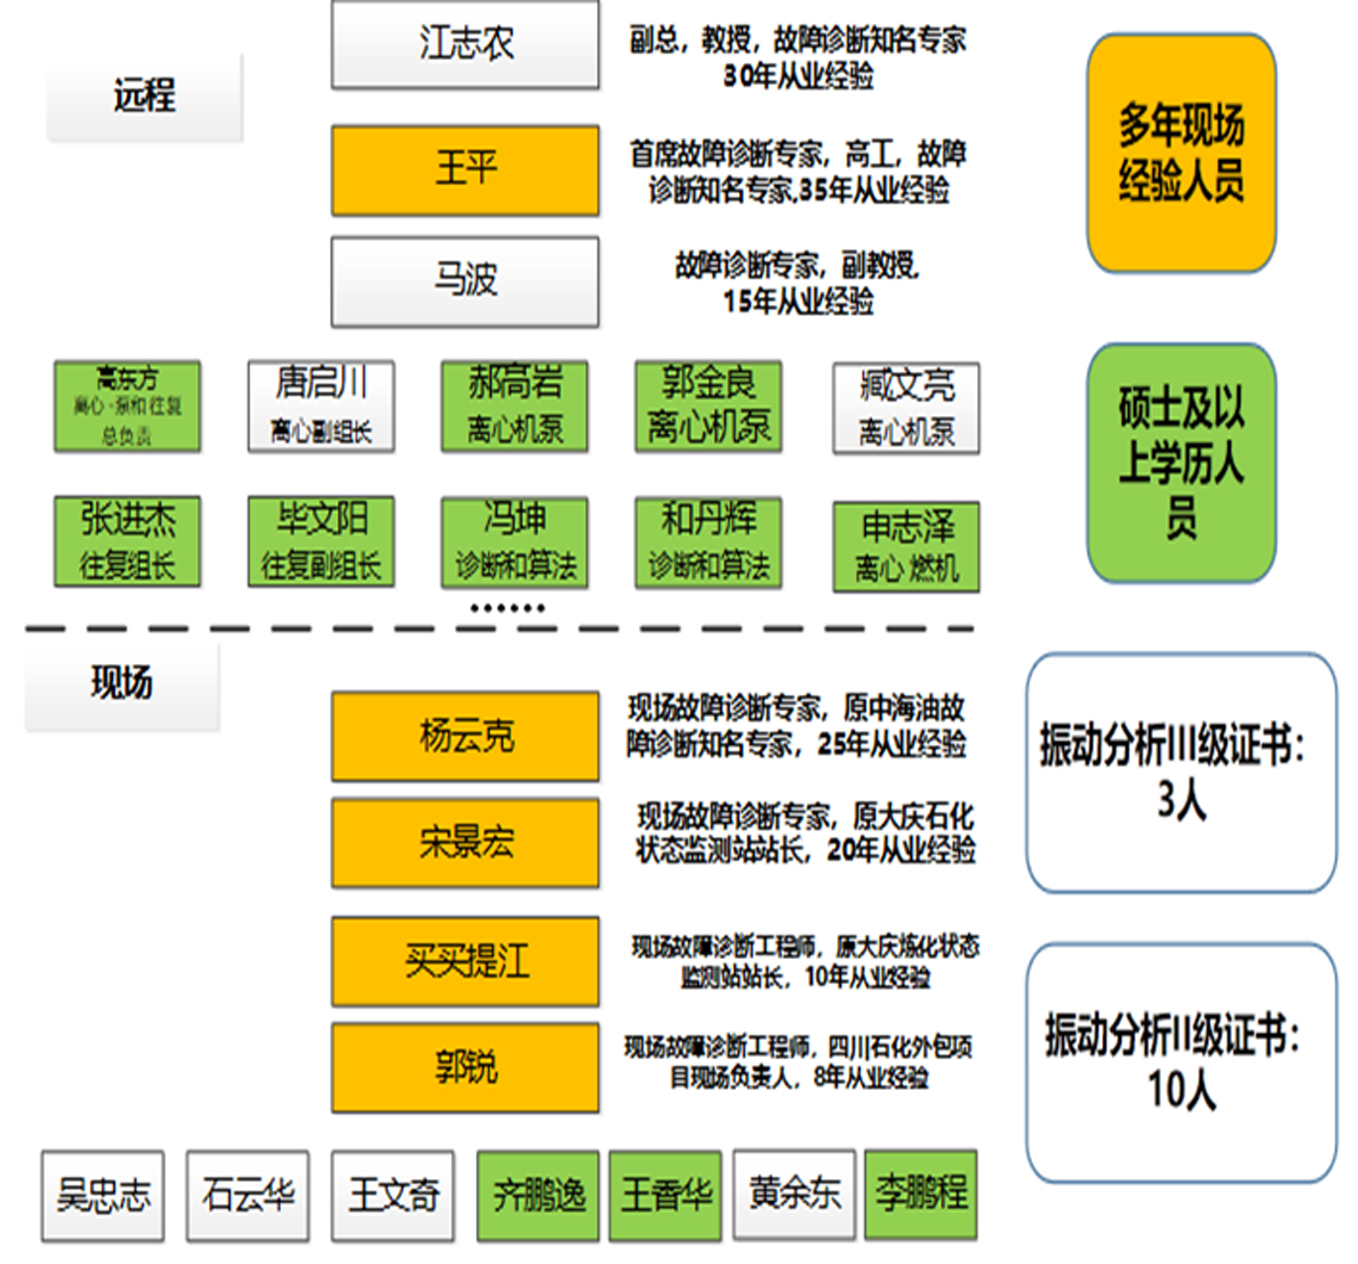 远程
江志农
副总，教授，故障诊断知名专家
30年从业经验
王平
首席故障诊断专家，高工，故障
诊断知名专家,35年从业经验
马波
故障诊断专家，副教授,
15年从业经验
高东方
离心·泵和 往复
总负责
唐启川
离心副组长
郝高岩
离心机泵
郭金良
离心机泵
臧文亮
离心机泵
张进杰
往复组长
毕文阳
往复副组长
冯坤
诊断和算法
和丹辉
诊断和算法
申志泽
离心 燃机
······
多年现场
经验人员
硕士及以
上学历人
员
现场
杨云克
现场故障诊断专家，原中海油故
障诊断知名专家，25年从业经验
宋景宏
现场故障诊断专家，原大庆石化
状态监测站站长，20年从业经验
买买提江
现场故障诊断工程师，原大庆炼化状态
监测站站长，10年从业经验
郭锐
现场故障诊断工程师，四川石化外包项
目现场负责人，8年从业经验
吴忠志
石云华
王文奇
齐鹏逸
王香华
黄余东
李鹏程
振动分析III级证书：
3人
振动分析II级证书：
10人